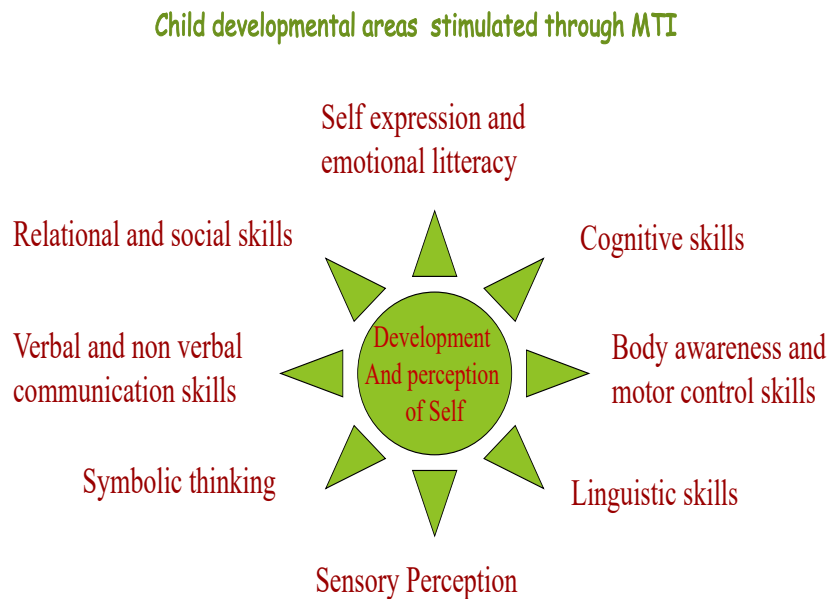 Child developmental areas stimulated through MTI
Self expression and
emotional litteracy
Relational and social skills
Cognitive skills
Verbal and non verbal
communication skills
Development
And perception
of Self
Body awareness and
motor control skills
Symbolic thinking
Linguistic skills
Sensory Perception